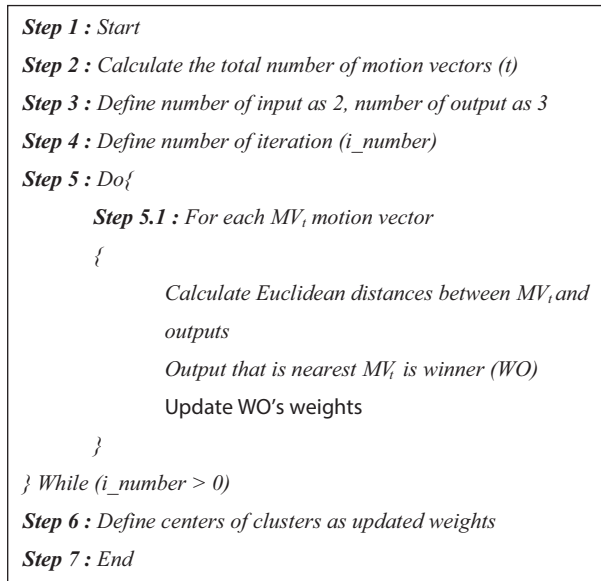 Step 1 : Start
Step 2 : Calculate the total number of motion vectors (t)
Step 3 : Define number of input as 2, number of output as 3
Step 4 : Define number of iteration (i_number)
Step 5 : Do{
Step 5.1 : For each MVt motion vector
{
Calculate Euclidean distances between MVt and
outputs
Output that is nearest MVt is winner (WO)
Update WO's weights
}
} While (i_number > 0)
Step 6 : Define centers of clusters as updated weights
Step 7 : End